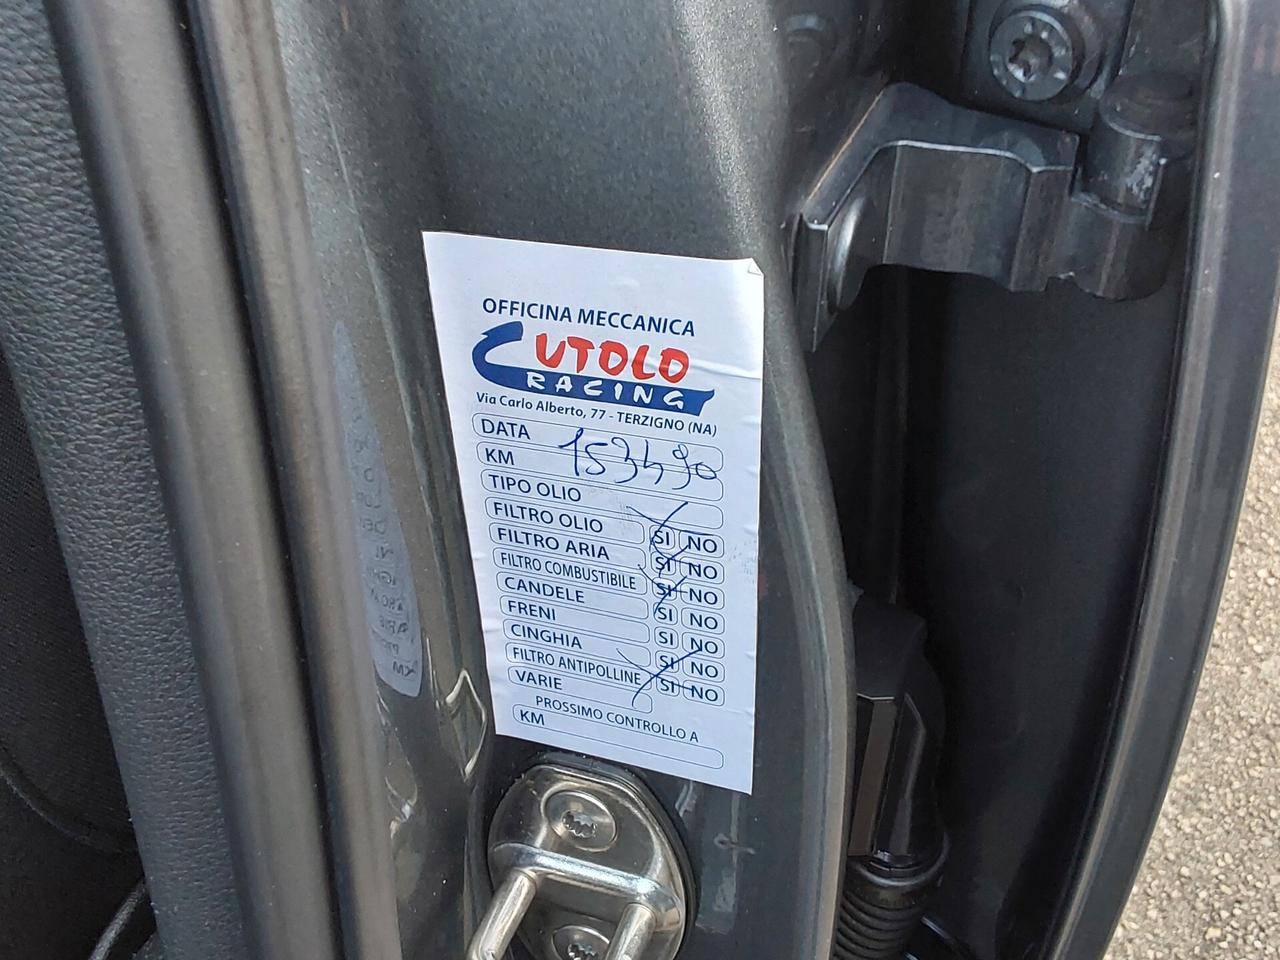 OFFICINA MECCANICA
CUTOLO
RACING
Via Carlo Alberto, 77 - TERZIGNO (NA)
DATA
KM 153490
TIPO OLIO
FILTRO OLIO SI NO
FILTRO ARIA SI NO
FILTRO COMBUSTIBILE SI NO
CANDELE SI NO
FRENI SI NO
CINGHIA SI NO
FILTRO ANTIPOLLINE SI NO
VARIE
PROSSIMO CONTROLLO A
KM